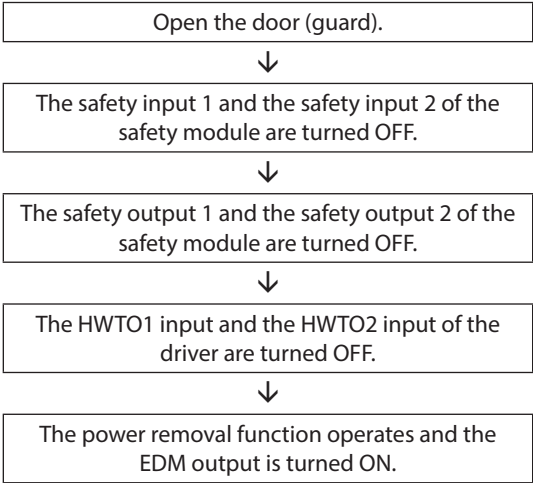 Open the door (guard).
The safety input 1 and the safety input 2 of the
safety module are turned OFF.
The safety output 1 and the safety output 2 of the
safety module are turned OFF.
The HWTO1 input and the HWTO2 input of the
driver are turned OFF.
The power removal function operates and the
EDM output is turned ON.